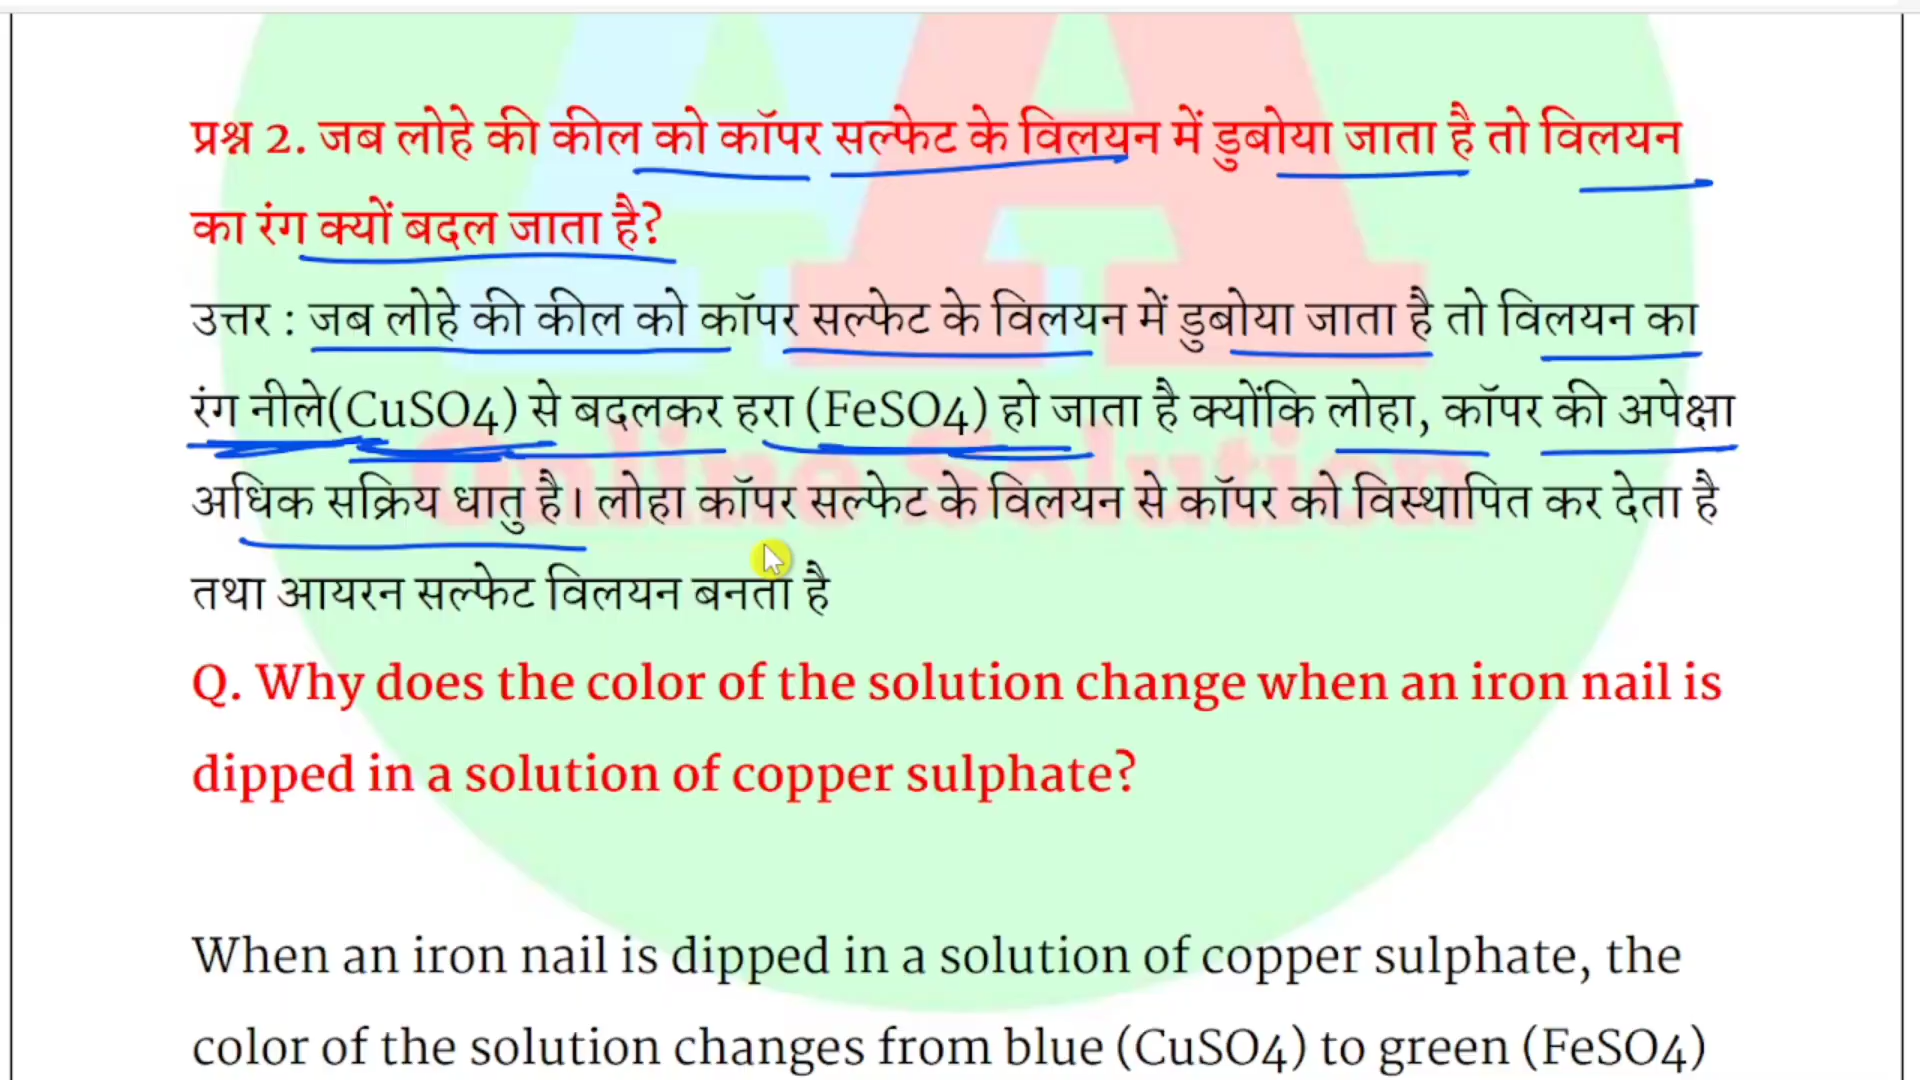 प्रश्न 2. जब लोहे की कील को कॉपर सल्फेट के विलयन में डुबोया जाता है तो विलयन
का रंग क्यों बदल जाता है?
उत्तर : जब लोहे की कील को कॉपर सल्फेट के विलयन में डुबोया जाता है तो विलयन का
रंग नीले(CuSO4) से बदलकर हरा (FeSO4) हो जाता है क्योंकि लोहा, कॉपर की अपेक्षा
अधिक सक्रिय धातु है। लोहा कॉपर सल्फेट के विलयन से कॉपर को विस्थापित कर देता है
तथा आयरन सल्फेट विलयन बनता है
Q. Why does the color of the solution change when an iron nail is
dipped in a solution of copper sulphate?
When an iron nail is dipped in a solution of copper sulphate, the
color of the solution changes from blue (CuSO4) to green (FeSO4)
AA
Online Solution